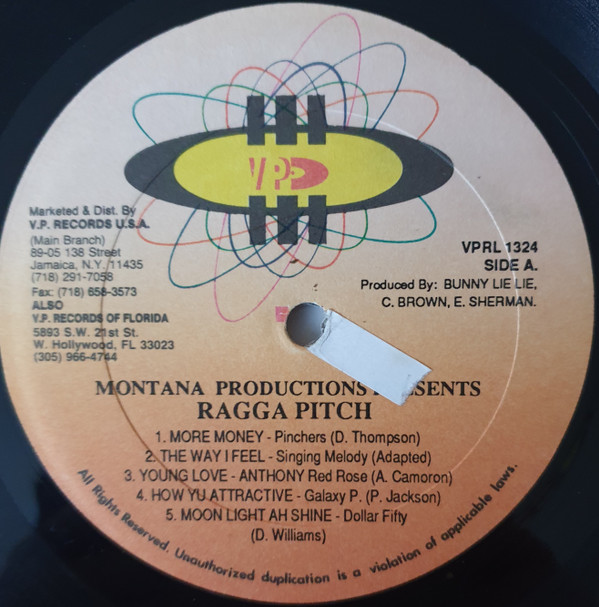 VP
Marketed & Dist. By
V.P. RECORDS U.S.A.
(Main Branch)
89-05 138 Street
Jamaica, N.Y. 11435
(718) 291-7058
Fax: (718) 658-3573
ALSO
V.P. RECORDS OF FLORIDA
5893 S.W. 21st St.
W. Hollywood, FL 33023
(305) 966-4744
VPRL 1324
SIDE A.
Produced By: BUNNY LIE LIE,
C. BROWN, E. SHERMAN.
MONTANA PRODUCTIONS
RAGGA PITCH
1. MORE MONEY - Pinchers (D. Thompson)
2. THE WAY I FEEL - Singing Melody (Adapted)
3. YOUNG LOVE - ANTHONY Red Rose (A. Camoron)
4. HOW YU ATTRACTIVE - Galaxy P. (P. Jackson)
5. MOON LIGHT AH SHINE - Dollar Fifty
(D. Williams)
All Rights Reserved. Unauthorized duplication is a violation of applicable laws.